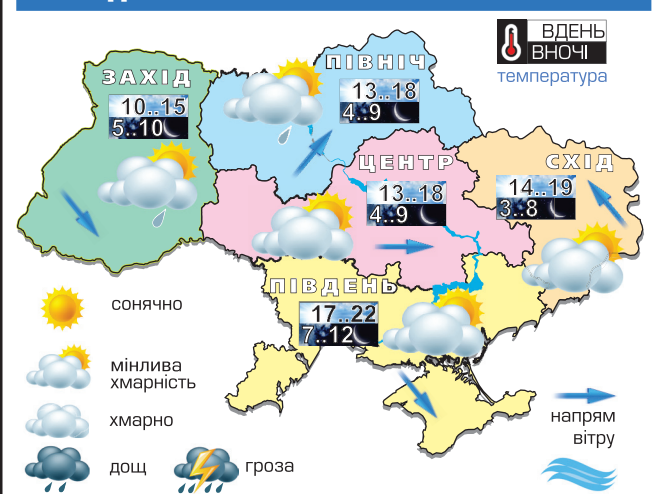 ВДЕНЬ
ВНОЧІ
температура
ЗАХІД
10..15
5..10
ПІВНІЧ
13..18
4..9
ЦЕНТР
13..18
4..9
СХІД
14..19
3..8
ПІВДЕНЬ
17..22
7..12
сонячно
мінлива
хмарність
хмарно
дощ
гроза
напрям
вітру